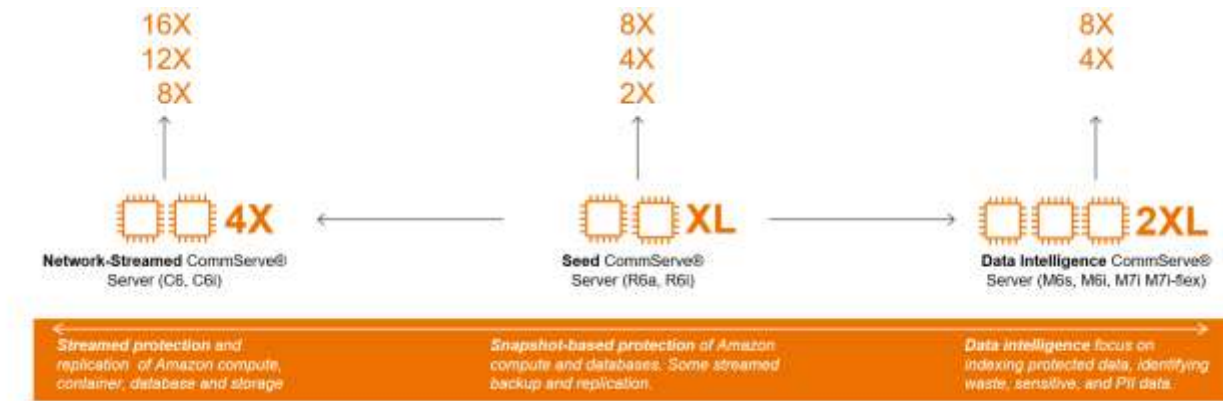 16X
12X
8X
8X
4X
2X
8X
4X
4X
XL
2XL
Network-Streamed CommServe®
Server (C6, C6i)
Seed CommServe®
Server (R6a, R6i)
Data Intelligence CommServe®
Server (M6s, M6i, M7i M7i-flex)
Streamed protection and
replication of Amazon compute,
container, database and storage
Snapshot-based protection of Amazon
compute and databases. Some streamed
backup and replication.
Data intelligence focus on
indexing protected data, identifying
waste, sensitive, and PII data.